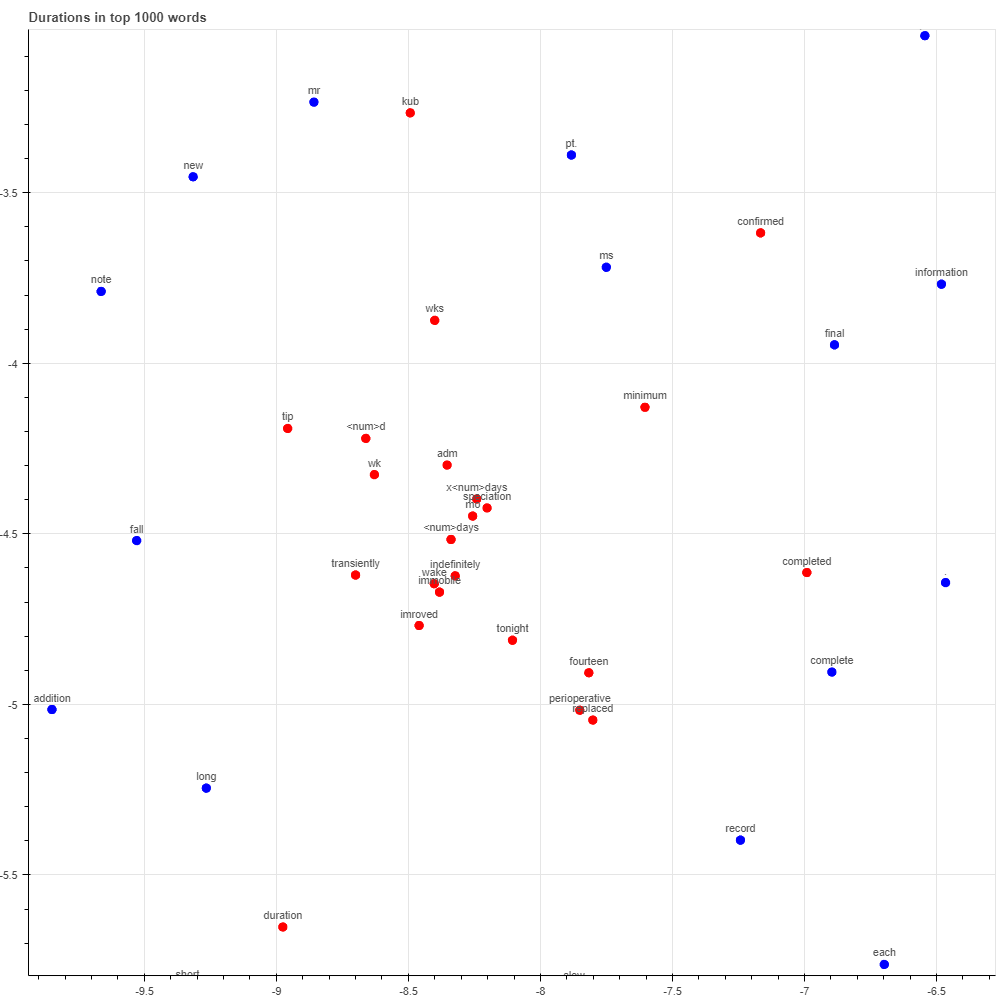 Durations in top 1000 words
mr
kub
pt.
new
confirmed
ms
information
note
wks
final
minimum
tip
<num>d
adm
wk
x<num>days
speciation
mo
<num>days
fall
transiently
indefinitely
wake
immobile
completed
imroved
tonight
fourteen
complete
perioperative
replaced
addition
long
record
duration
each
short
slow
-3.5
-4
-4.5
-5
-5.5
-9.5
-9
-8.5
-8
-7.5
-7
-6.5